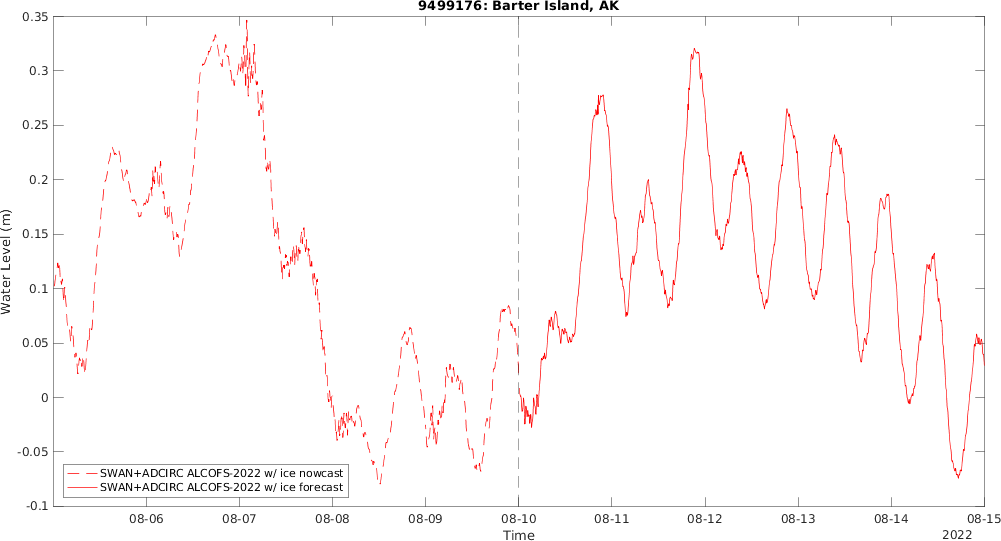 9499176: Barter Island, AK
0.35
0.3
0.25
0.2
0.15
0.1
0.05
0
-0.05
-0.1
Water Level (m)
SWAN+ADCIRC ALCOFS-2022 w/ ice nowcast
SWAN+ADCIRC ALCOFS-2022 w/ ice forecast
08-06 08-07 08-08 08-09 08-10 08-11 08-12 08-13 08-14 08-15
Time
2022